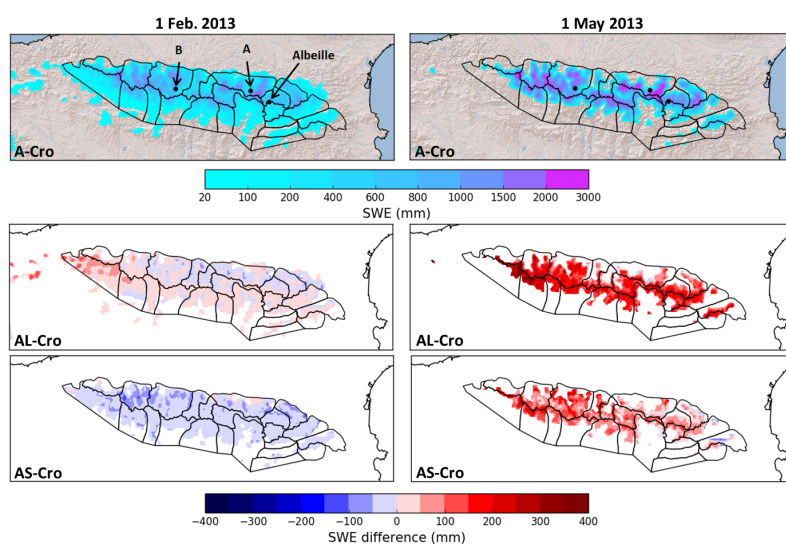 1 Feb. 2013
1 May 2013
B
A
Albeille
A-Cro
A-Cro
20 100 200 400 600 800 1000 1500 2000 3000
SWE (mm)
AL-Cro
AL-Cro
AS-Cro
AS-Cro
−400 −300 −200 −100 0 100 200 300 400
SWE difference (mm)